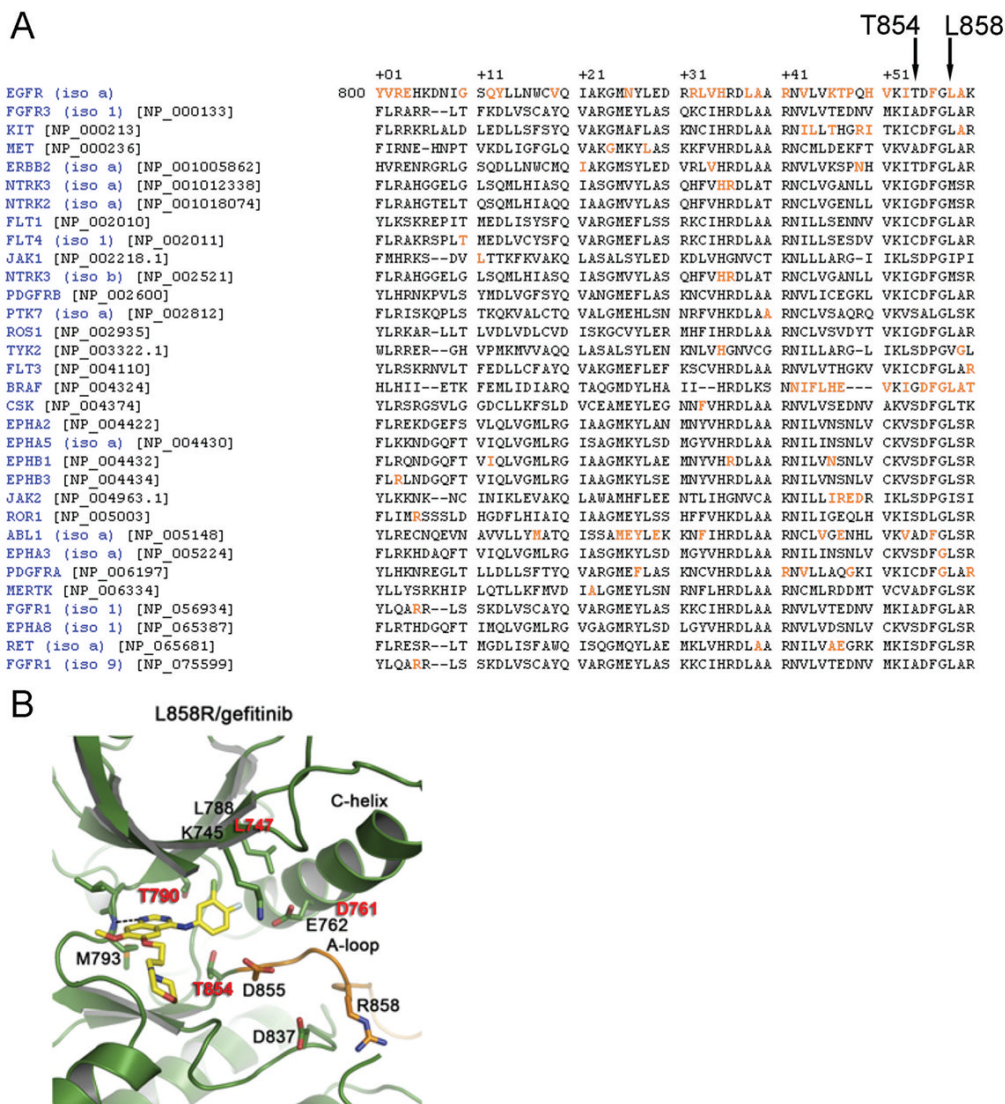 A
T854 L858
+01 +11 +21 +31 +41 +51
EGFR (iso a) 800 YVREHKDNIG SQYLLNWCVQ IAKGMNYLED RRLVHRDLAA RNVLVKTPQH VKITDFGLAK
FGFR3 (iso 1) [NP_000133] FLRARR--LT FKDLVSCAYQ VARGMEYLAS QKCIHRDLAA RNVLVTEDNV MKIADFGLAR
KIT [NP_000213] FLRRKRLALD LEDLLSFSYQ VAKGMAFLAS KNCIHRDLAA RNILLTHGRI TKICDFGLAR
MET [NP_000236] FIRNE-HNPT VKDLIGFGLQ VAKGMKYLAS KKFVHRDLAA RNCMLDEKFT VKVADFGLAR
ERBB2 (iso a) [NP_001005862] HVRENRGRLG SQDLLNWCMQ IAKGMSYLED VRLVHRDLAA RNVLVKSPNH VKITDFGLAR
NTRK3 (iso a) [NP_001012338] FLRAHGGELG LSQMLHIASQ IASGMVYLAS QHFVHRDLAT RNCLVGANLL VKIGDFGMSR
NTRK2 (iso a) [NP_001018074] FLRAHGTELT QSQMLHIAQQ IAAGMVYLAS QHFVHRDLAT RNCLVGENLL VKIGDFGMSR
FLT1 [NP_002010] YLKSKREPIT MEDLISYSFQ VARGMEFLSS RKCIHRDLAA RNILLSENNV VKICDFGLAR
FLT4 (iso 1) [NP_002011] FLRAKRSPLT MEDLVCYSFQ VARGMEFLAS RKCIHRDLAA RNILLSESDV VKICDFGLAR
JAK1 [NP_002218.1] FMHRKS--DV LTTKFKVAKQ LASALSYLED KDLVHGNVCT KNLLLARG-I IKLSDPGIPI
NTRK3 (iso b) [NP_002521] FLRAHGGELG LSQMLHIASQ IASGMVYLAS QHFVHRDLAT RNCLVGANLL VKIGDFGMSR
PDGFRB [NP_002600] YLHRNKPVLS YMDLVGFSYQ VANGMEFLAS KNCVHRDLAA RNVLICEGKL VKICDFGLAR
PTK7 (iso a) [NP_002812] FLRISKQPLS TKQKVALCTQ VALGMEHLSN NRFVHKDLAA RNCLVSAQRQ VKVSALGLSK
ROS1 [NP_002935] YLRKAR--LL TVLDLVDLCVD ISKGCVYLER MHFIHRDLAA RNCLVSVDYT VKIGDFGLAR
TYK2 [NP_003322.1] WLRRER--GH VPMKMVVAQQ LASALSYLEN KNLVHGNVCG RNILLARG-L IKLSDPGVGL
FLT3 [NP_004110] YLRSKRNVLT FEDLLCFAYQ VAKGMEFLEF KSCVHRDLAA RNVLVTHGKV VKICDFGLAR
BRAF [NP_004324] HLHII--ETK FEMLIDIARQ TAQGMDYLHA II--HRDLKS NNIFLHE--- VKIGDFGLAT
CSK [NP_004374] YLRSRGSVLG GDCLLKFSLD VCEAMEYLEG NNFVHRDLAA RNVLVSEDNV AKVSDFGLTK
EPHA2 [NP_004422] FLREKDGEFS VLQLVGMLRG IAAGMKYLAN MNYVHRDLAA RNILVNSNLV CKVSDFGLSR
EPHA5 (iso a) [NP_004430] FLKKNDGQFT VIQLVGMLRG ISAGMKYLSD MGYVHRDLAA RNILINSNLV CKVSDFGLSR
EPHB1 [NP_004432] FLRQNDGQFT VIQLVGMLRG IAAGMKYLAE MNYVHRDLAA RNILVNSNLV CKVSDFGLSR
EPHB3 [NP_004434] FLRLNDGQFT VIQLVGMLRG IAAGMKYLSE MNYVHRDLAA RNILVNSNLV CKVSDFGLSR
JAK2 [NP_004963.1] YLKKNK--NC INIKLEVAKQ LAWAMHFLEE NTLIHGNVCA KNILLIREDR IKLSDPGISI
ROR1 [NP_005003] FLIMRSSSLD HGDFLHIAIQ IAAGMEYLSS HFFVHKDLAA RNILIGEQLH VKISDLGLSR
ABL1 (iso a) [NP_005148] YLRECNQEVN AVVLLYMATQ ISSAMEYLEK KNFIHRDLAA RNCLVGENHL VKVADFGLSR
EPHA3 (iso a) [NP_005224] FLRKHDAQFT VIQLVGMLRG IASGMKYLSD MGYVHRDLAA RNILINSNLV CKVSDFGLSR
PDGFRA [NP_006197] YLHKNREGLT LLDLLSFTYQ VARGMEFLAS KNCVHRDLAA RNVLLAQGKI VKICDFGLAR
MERTK [NP_006334] YLLYSRKHIP LQTLLKFMVD IALGMEYLSN RNFLHRDLAA RNCMLRDDMT VCVADFGLSK
FGFR1 (iso 1) [NP_056934] YLQARR--LS SKDLVSCAYQ VARGMEYLAS KKCIHRDLAA RNVLVTEDNV MKIADFGLAR
EPHA8 (iso 1) [NP_065387] FLRTHDGQFT IMQLVGMLRG VGAGMRYLSD LGYVHRDLAA RNVLVDSNLV CKVSDFGLSR
RET (iso a) [NP_065681] FLRESR--LT MGDLISFAWQ ISQGMQYLAE MKLVHRDLAA RNILVAEGRK MKISDFGLSR
FGFR1 (iso 9) [NP_075599] YLQARR--LS SKDLVSCAYQ VARGMEYLAS KKCIHRDLAA RNVLVTEDNV MKIADFGLAR
B
L858R/gefitinib
L788
C-helix
K745
L747
T790
D761
E762
A-loop
M793
T854
D855
R858
D837